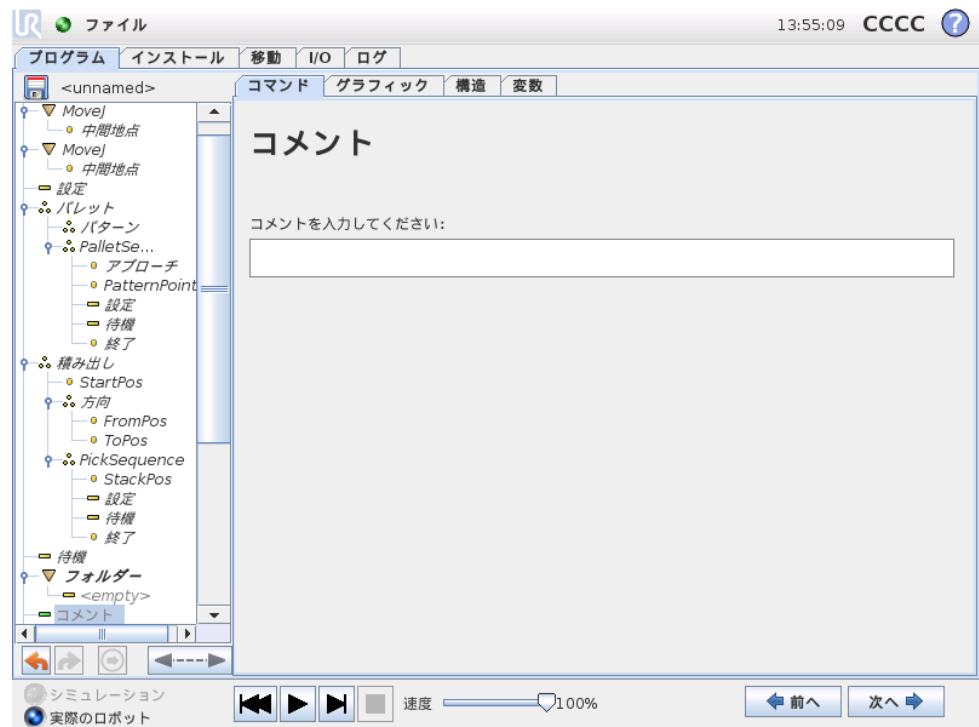 UR ファイル 13:55:09 CCCC ?
プログラム インストール 移動 I/O ログ
<unnamed>
コマンド グラフィック 構造 変数
MoveJ
中間地点
MoveJ
中間地点
設定
パレット
パターン
PalletSe...
アプローチ
PatternPoint
設定
待機
終了
積み出し
StartPos
方向
FromPos
ToPos
PickSequence
StackPos
設定
待機
終了
待機
フォルダー
<empty>
コメント
コメント
コメントを入力してください:
シミュレーション
実際のロボット
速度 100%
前へ 次へ